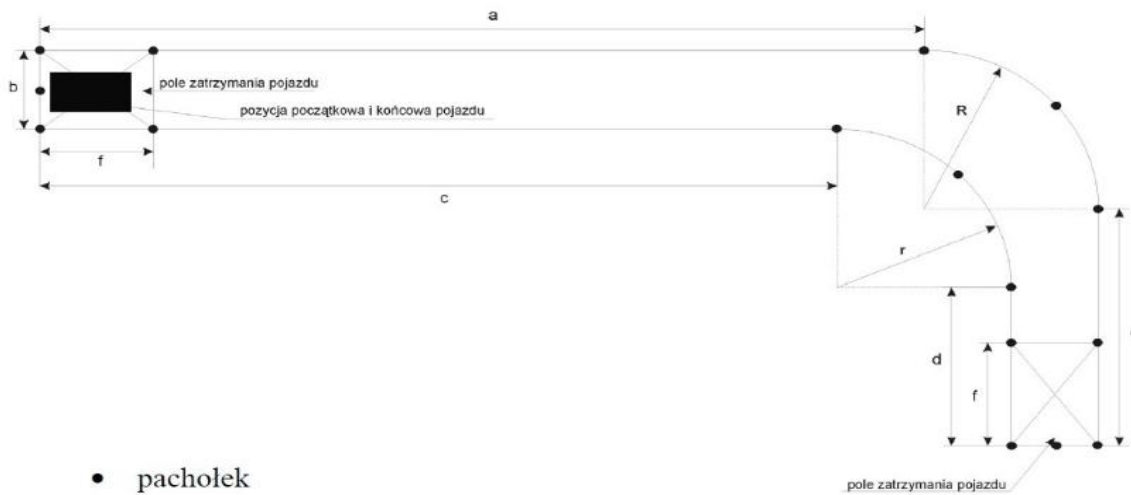 a
b
pole zatrzymania pojazdu
pozycja początkowa i końcowa pojazdu
R
f
c
r
d
f
pachołek
pole zatrzymania pojazdu